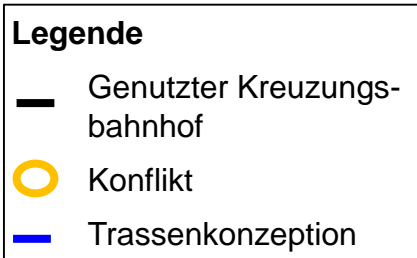 Legende
Genutzter Kreuzungs-
bahnhof
Konflikt
Trassenkonzeption